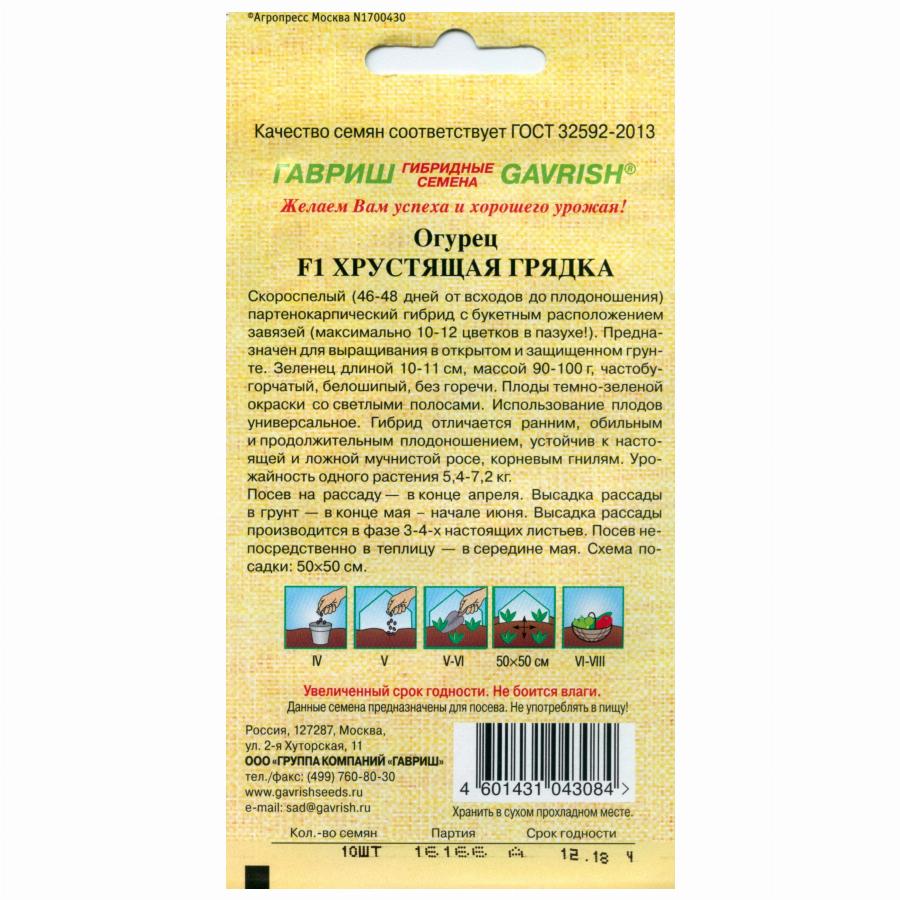 ®Агропресс Москва N1700430
Качество семян соответствует ГОСТ 32592-2013
ГАВРИШ ГИБРИДНЫЕ СЕМЕНА GAVRISH®
Желаем Вам успеха и хорошего урожая!
Огурец
F1 ХРУСТЯЩАЯ ГРЯДКА
Скороспелый (46-48 дней от всходов до плодоношения)
партенокарпический гибрид с букетным расположением
завязей (максимально 10-12 цветков в пазухе!). Предна-
значен для выращивания в открытом и защищенном грун-
те. Зеленец длиной 10-11 см, массой 90-100 г, частобу-
горчатый, белошипый, без горечи. Плоды темно-зеленой
окраски со светлыми полосами. Использование плодов
универсальное. Гибрид отличается ранним, обильным
и продолжительным плодоношением, устойчив к насто-
ящей и ложной мучнистой росе, корневым гнилям. Уро-
жайность одного растения 5,4-7,2 кг.
Посев на рассаду — в конце апреля. Высадка рассады
в грунт — в конце мая – начале июня. Высадка рассады
производится в фазе 3-4-х настоящих листьев. Посев не-
посредственно в теплицу — в середине мая. Схема по-
садки: 50×50 см.
IV V V-VI 50×50 см VI-VIII
Увеличенный срок годности. Не боится влаги.
Данные семена предназначены для посева. Не употреблять в пищу!
Россия, 127287, Москва,
ул. 2-я Хуторская, 11
ООО «ГРУППА КОМПАНИЙ «ГАВРИШ»
тел./факс: (499) 760-80-30
www.gavrishseeds.ru
e-mail: sad@gavrish.ru
4 601431 043084 >
Хранить в сухом прохладном месте.
Кол.-во семян Партия Срок годности
10ШТ 16166 А 12.18 Ч